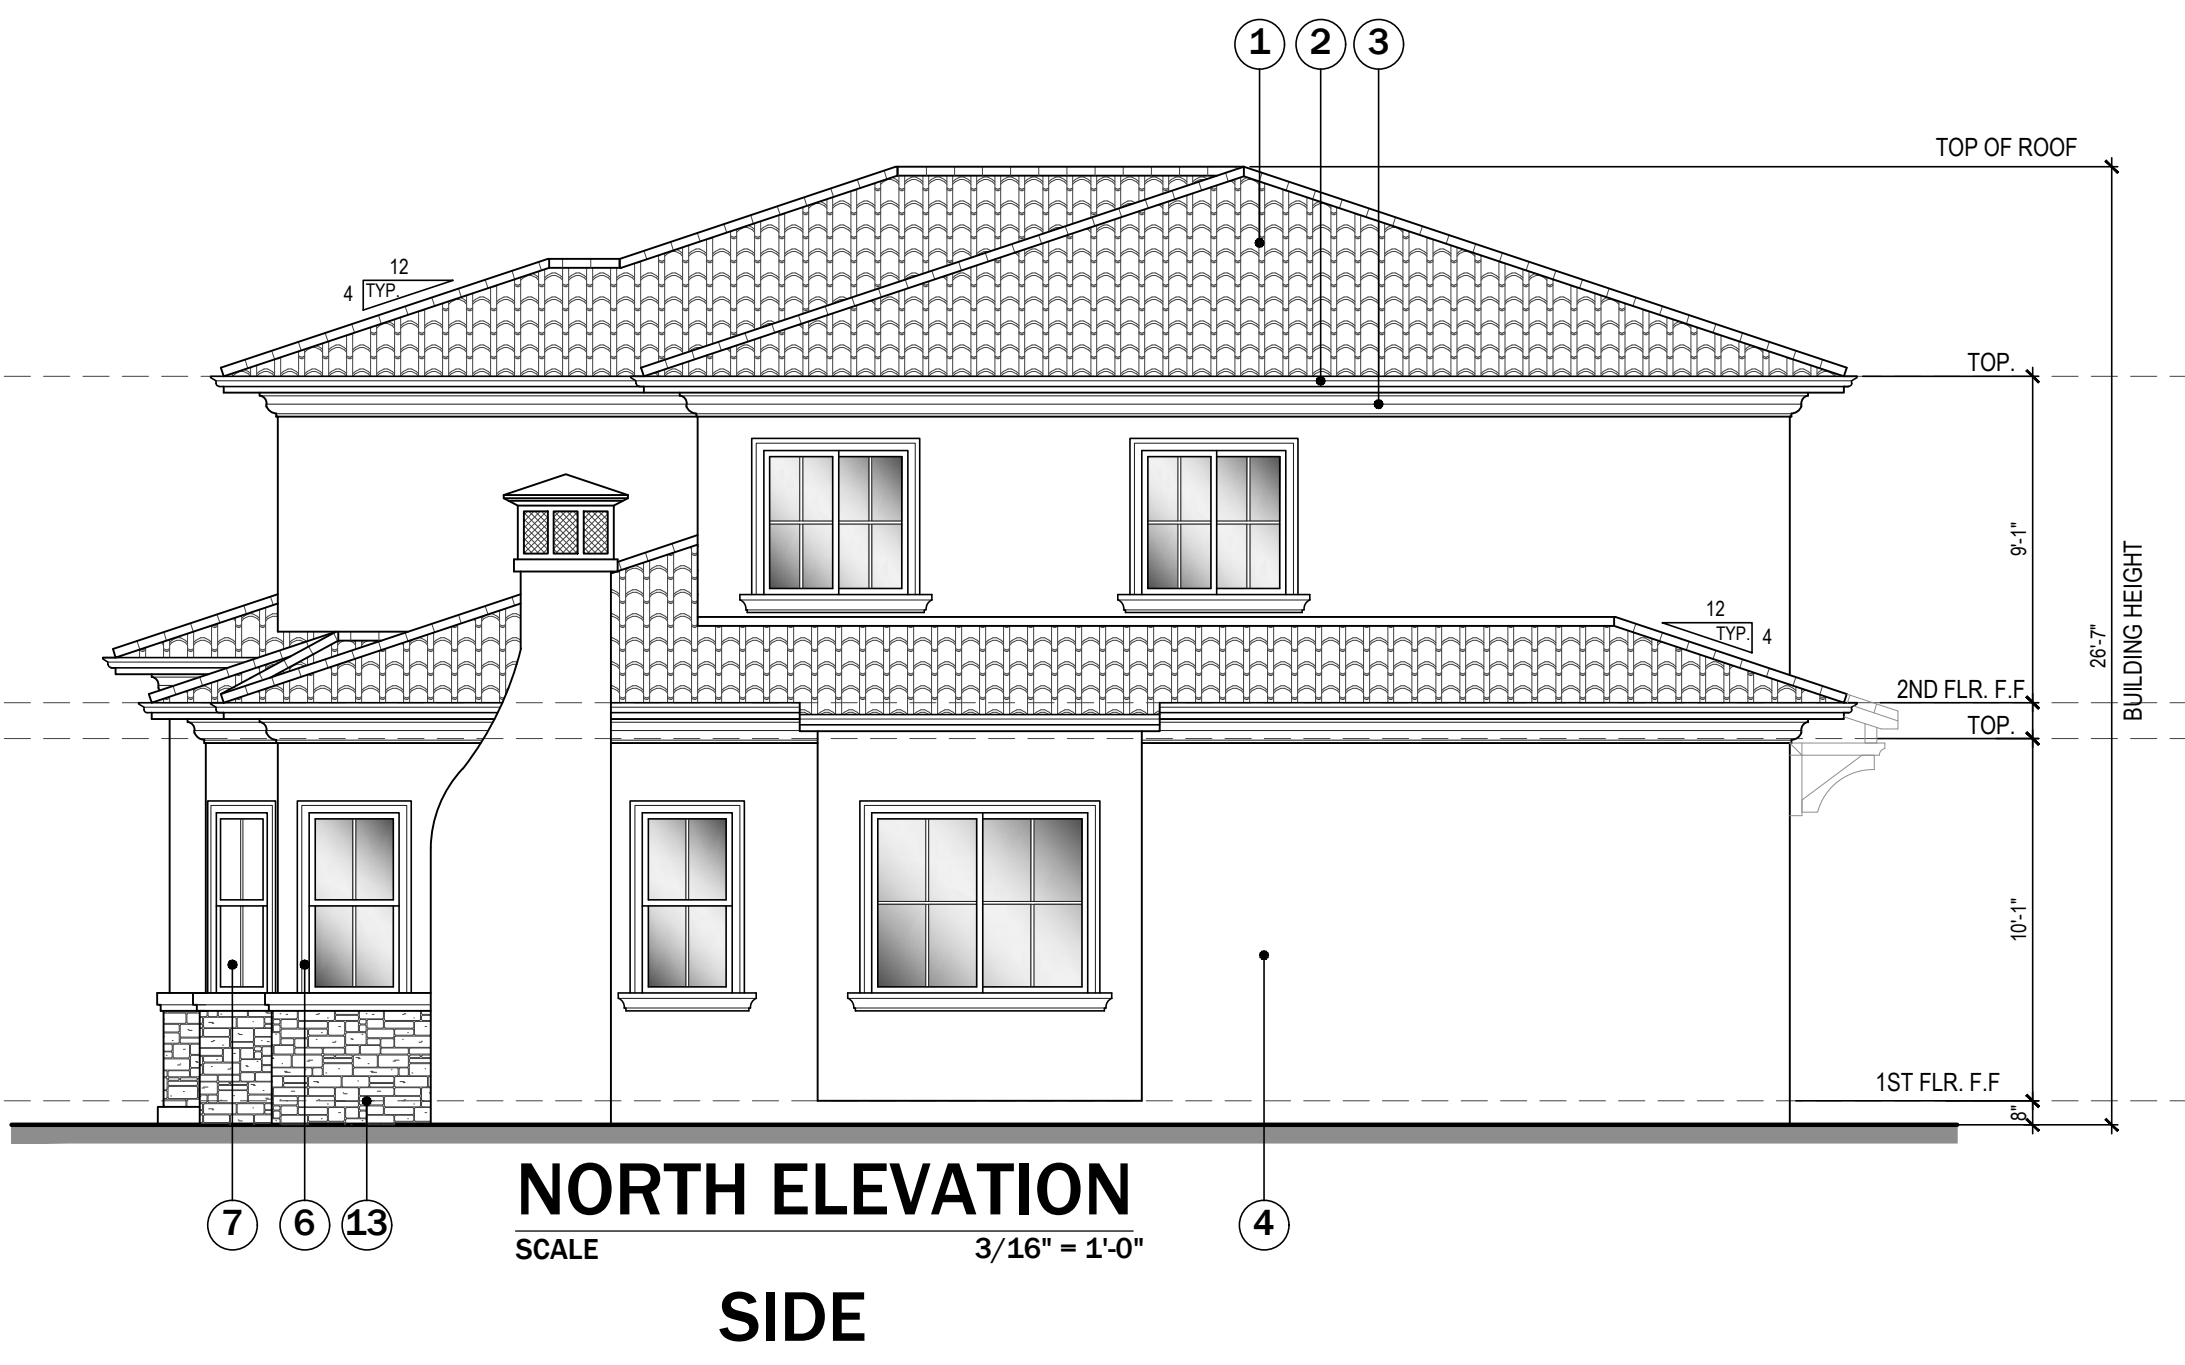 1 2 3
TOP OF ROOF
12
4 TYP.
TOP.
9'-1"
12
TYP. 4
26'-7"
BUILDING HEIGHT
2ND FLR. F.F.
TOP.
10'-1"
1ST FLR. F.F
8"
7 6 13 4
NORTH ELEVATION
SCALE 3/16" = 1'-0"
SIDE